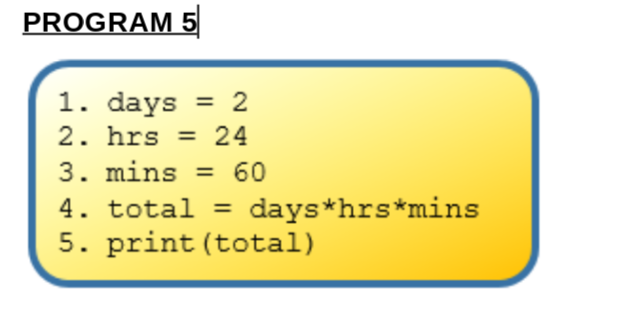 PROGRAM 5
1. days = 2
2. hrs = 24
3. mins = 60
4. total = days*hrs*mins
5. print(total)